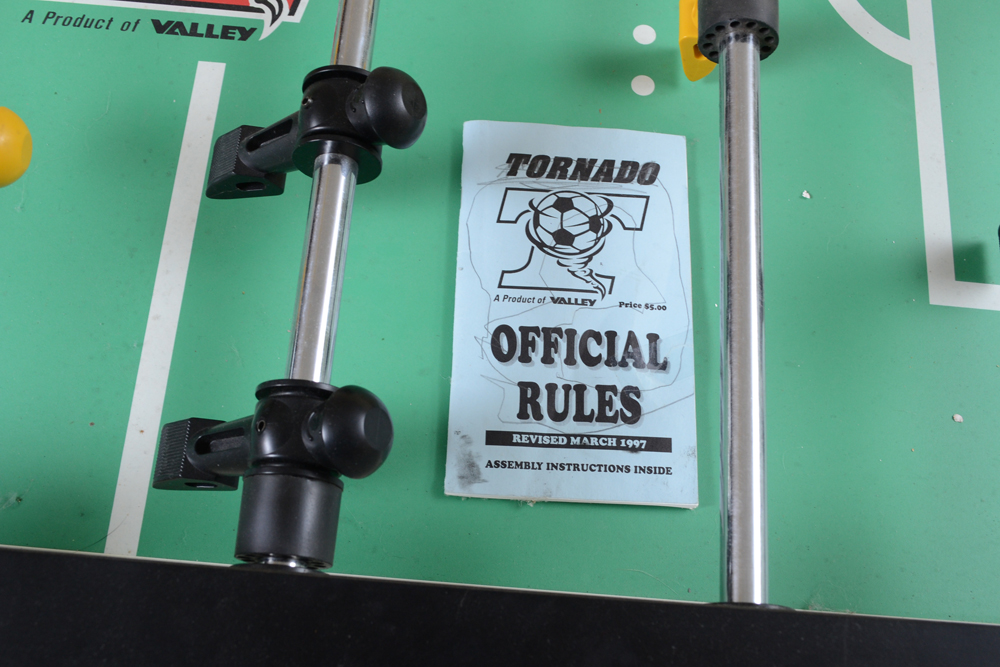 A Product of VALLEY
TORNADO
T
A Product of VALLEY
Price $5.00
OFFICIAL
RULES
REVISED MARCH 1997
ASSEMBLY INSTRUCTIONS INSIDE